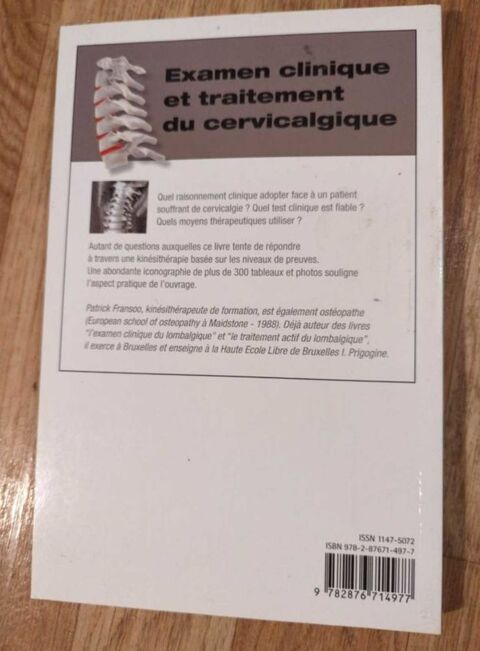 Examen clinique
et traitement
du cervicalgique
Quel raisonnement clinique adopter face à un patient
souffrant de cervicalgie ? Quel test clinique est fiable ?
Quels moyens thérapeutiques utiliser ?
Autant de questions auxquelles ce livre tente de répondre
à travers une kinésithérapie basée sur les niveaux de preuves.
Une abondante iconographie de plus de 300 tableaux et photos souligne
l'aspect pratique de l'ouvrage.
Patrick Fransoo, kinésithérapeute de formation, est également ostéopathe
(European school of osteopathy à Maidstone - 1988). Déjà auteur des livres
"l'examen clinique du lombalgique" et "le traitement actif du lombalgique",
il exerce à Bruxelles et enseigne à la Haute Ecole Libre de Bruxelles I. Prigogine.
ISSN 1147-5072
ISBN 978-2-87671-497-7
9 782876 714977